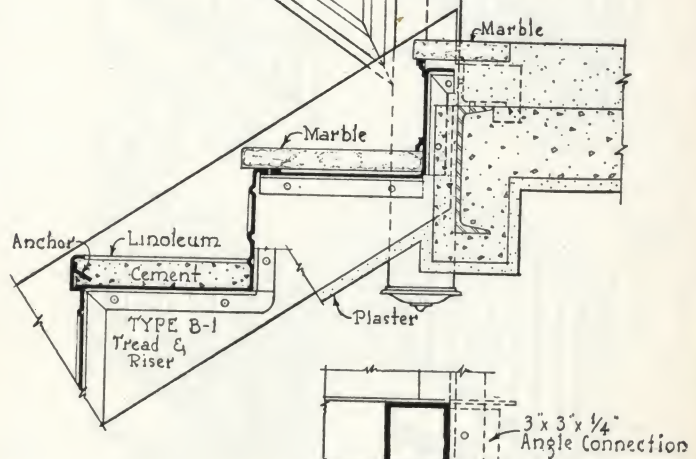 Marble
Marble
Anchor
Linoleum
Cement
TYPE B-1
Tread &
Riser
Plaster
3"x 3"x 1/4"
Angle Connection